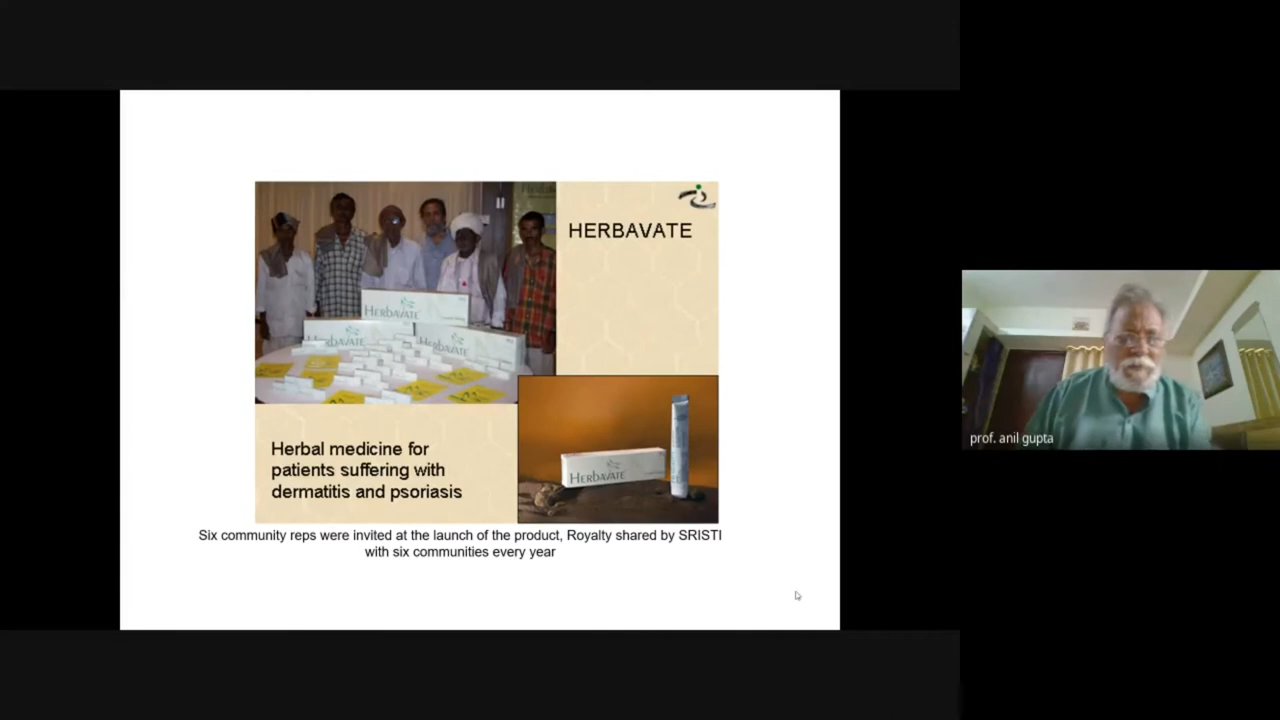 HERBAVATE
HERBAVATE
HERBAVATE
HERBAVATE
Herbal medicine for
patients suffering with
dermatitis and psoriasis
HERBAVATE
Six community reps were invited at the launch of the product, Royalty shared by SRISTI
with six communities every year
prof. anil gupta